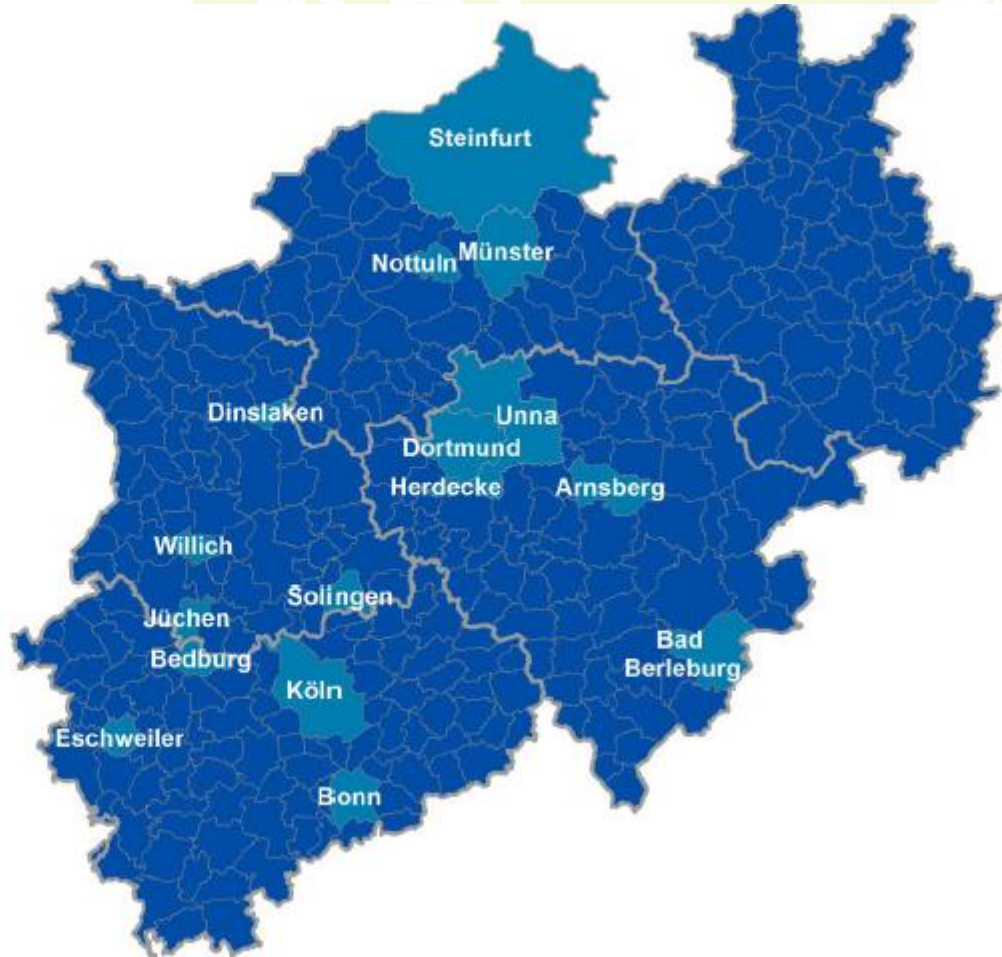 Steinfurt
Münster
Nottuln
Dinslaken
Unna
Dortmund
Herdecke
Arnsberg
Willich
Solingen
Jüchen
Bad
Berleburg
Bedburg
Köln
Eschweiler
Bonn